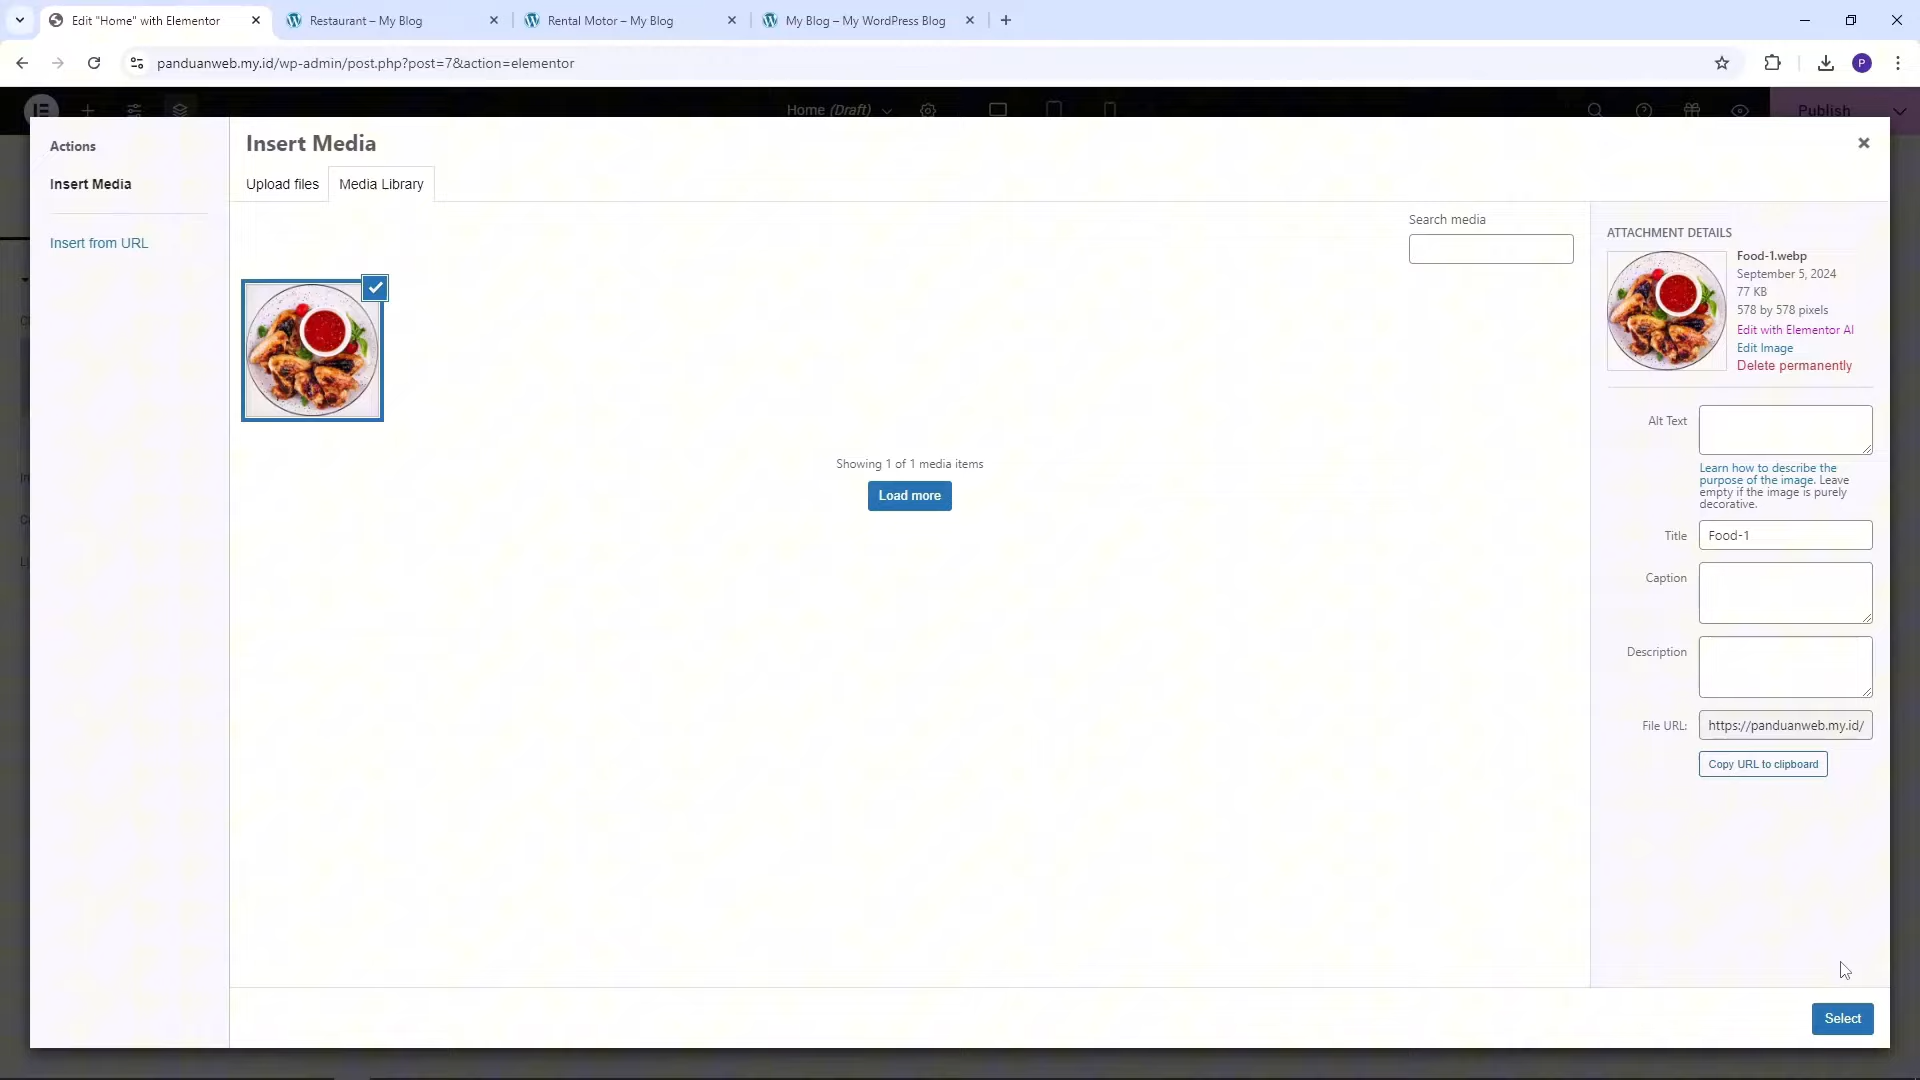 Edit "Home" with Elementor
Restaurant – My Blog
Rental Motor – My Blog
My Blog – My WordPress Blog
panduanweb.my.id/wp-admin/post.php?post=7&action=elementor
P
Home (Draft)
Publish
Actions
Insert Media
Insert from URL
Insert Media
Upload files
Media Library
Search media
Showing 1 of 1 media items
Load more
ATTACHMENT DETAILS
Food-1.webp
September 5, 2024
77 KB
578 by 578 pixels
Edit with Elementor AI
Edit Image
Delete permanently
Alt Text
Learn how to describe the
purpose of the image. Leave
empty if the image is purely
decorative.
Title
Food-1
Caption
Description
File URL:
https://panduanweb.my.id/
Copy URL to clipboard
Select